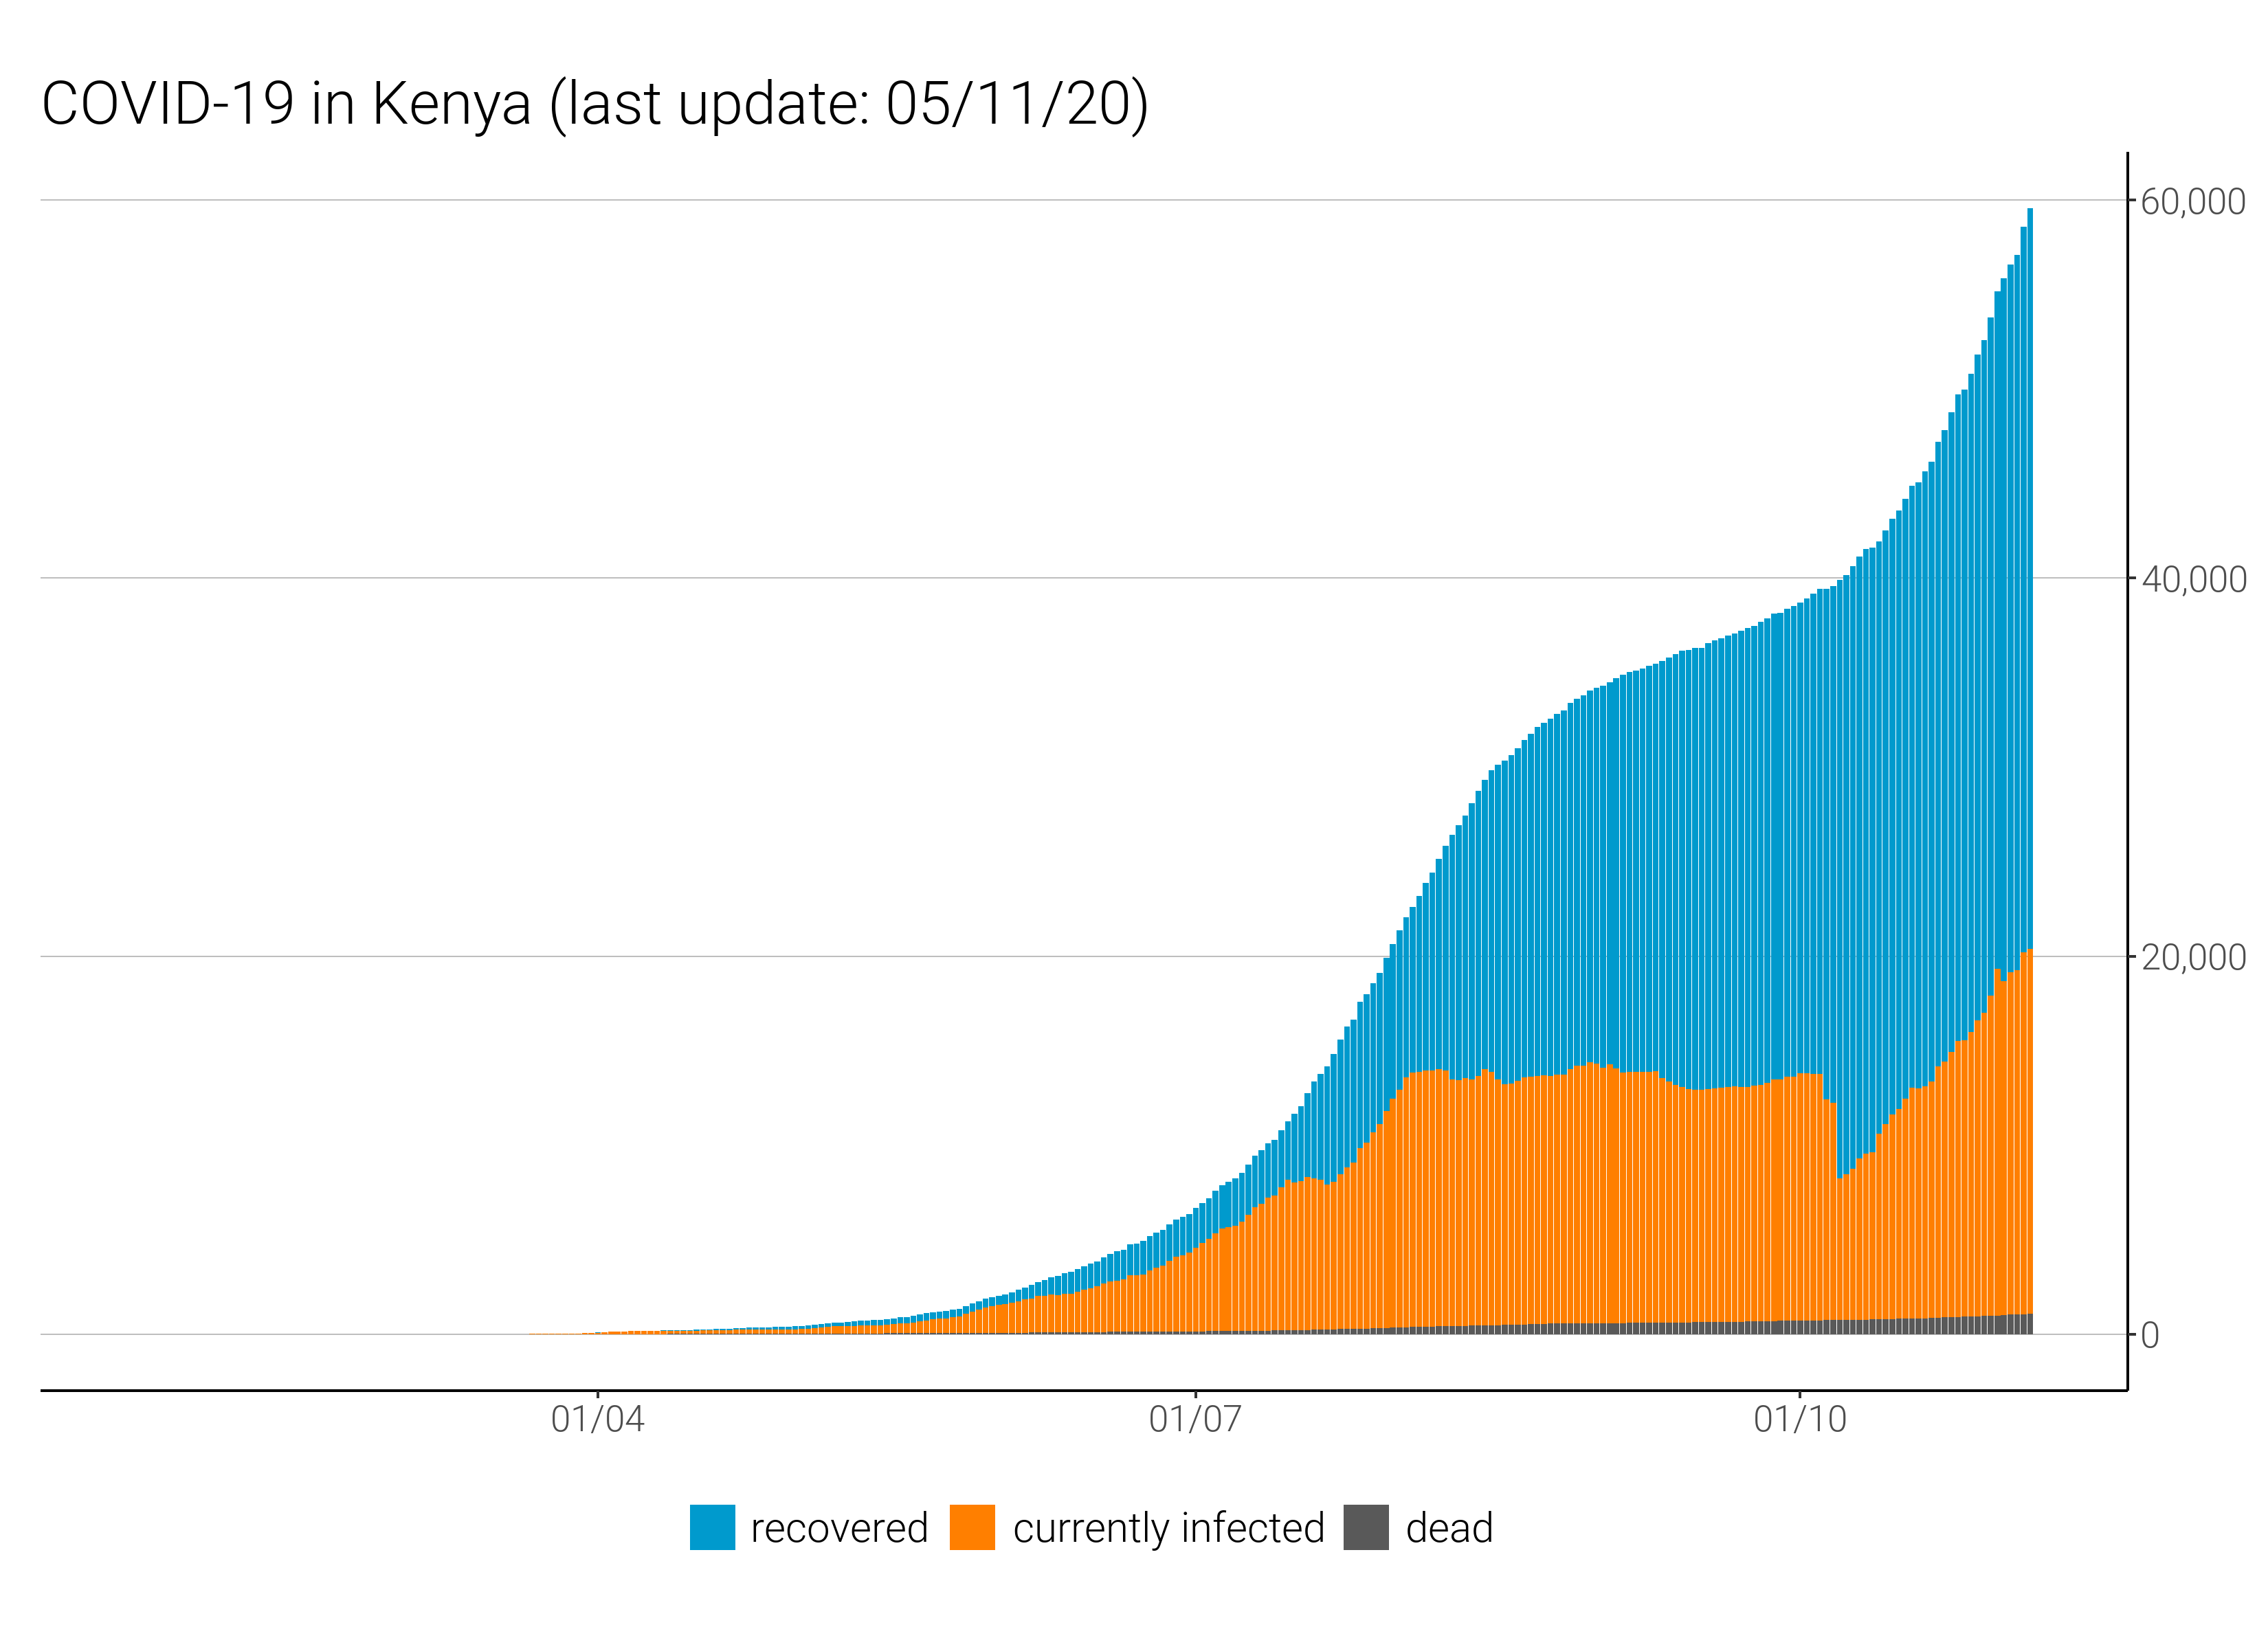 COVID-19 in Kenya (last update: 05/11/20)
60,000
40,000
20,000
0
01/04 01/07 01/10
recovered currently infected dead